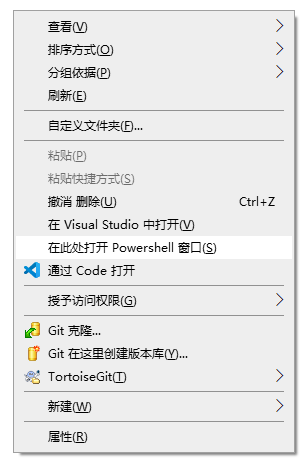 查看(V)
排序方式(O)
分组依据(P)
刷新(E)
自定义文件夹(F)...
粘贴(P)
粘贴快捷方式(S)
撤消 删除(U) Ctrl+Z
在 Visual Studio 中打开(V)
在此处打开 Powershell 窗口(S)
通过 Code 打开
授予访问权限(G)
Git 克隆...
Git 在这里创建版本库(Y)...
TortoiseGit(T)
新建(W)
属性(R)